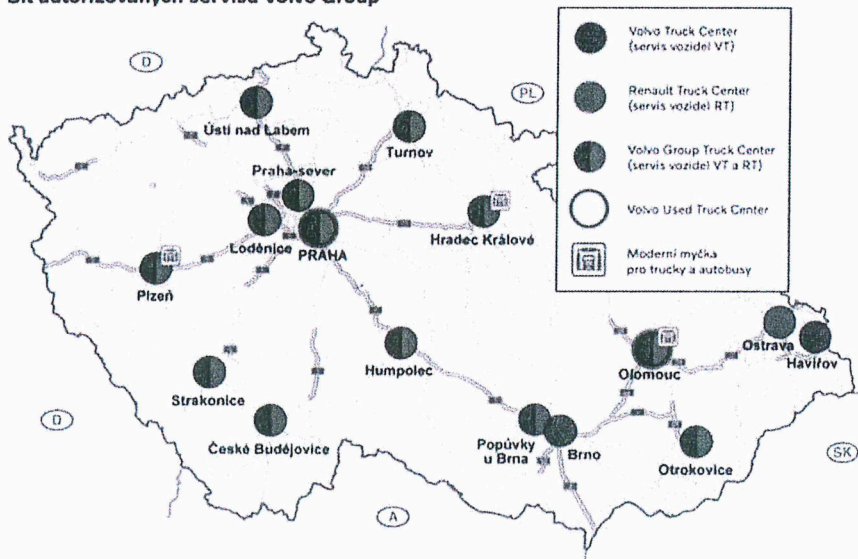 Síť autorizovaných servisů Volvo Group
Volvo Truck Center
(servis vozidel VT)
Renault Truck Center
(servis vozidel RT)
Volvo Group Truck Center
(servis vozidel VT a RT)
Volvo Used Truck Center
Moderní myčka
pro trucky a autobusy
D
PL
Ústí nad Labem
Turnov
Praha-sever
Loděnice
PRAHA
Hradec Králové
Plzeň
Humpolec
Strakonice
České Budějovice
Olomouc
Ostrava
Havířov
Popůvky
u Brna
Brno
Otrokovice
D
A
SK